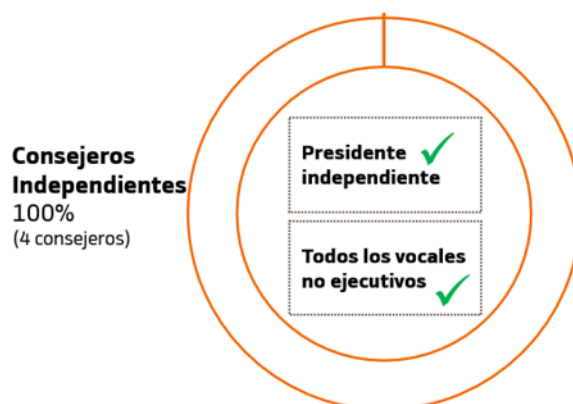 Consejeros
Independientes
100%
(4 consejeros)
Presidente
independiente
Todos los vocales
no ejecutivos